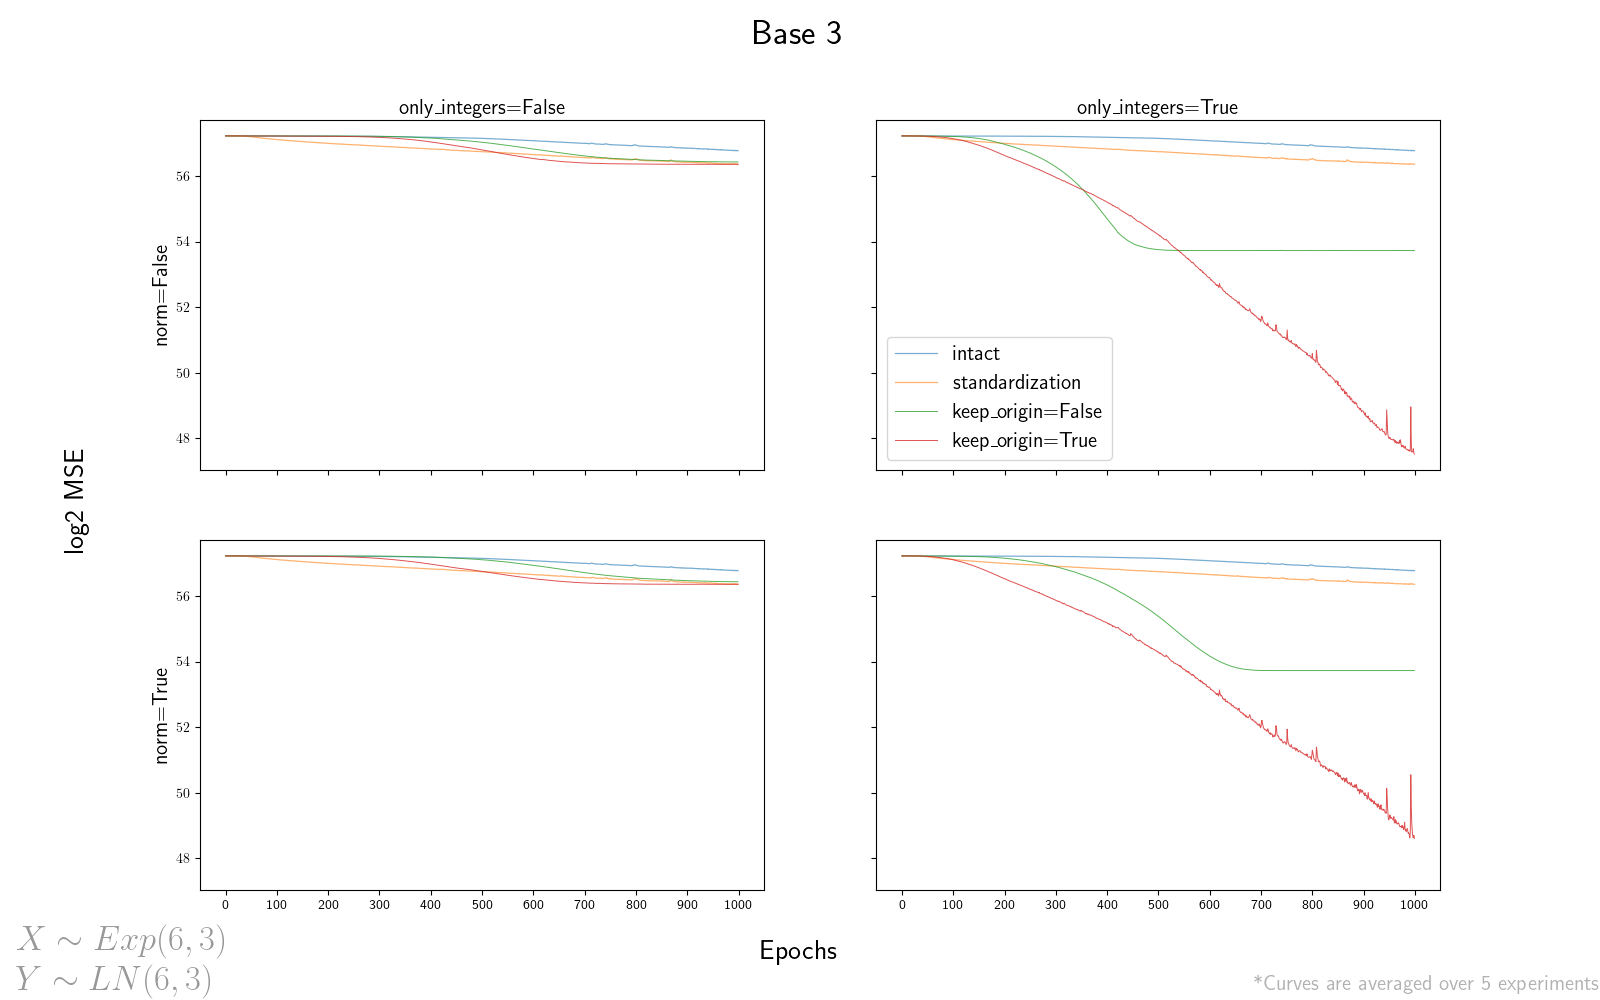 Base 3
only_integers=False
only_integers=True
norm=False
56
54
52
50
48
intact
standardization
keep_origin=False
keep_origin=True
log2 MSE
norm=True
56
54
52
50
48
0 100 200 300 400 500 600 700 800 900 1000
0 100 200 300 400 500 600 700 800 900 1000
Epochs
X ∼ Exp(6, 3)
Y ∼ LN(6, 3)
*Curves are averaged over 5 experiments